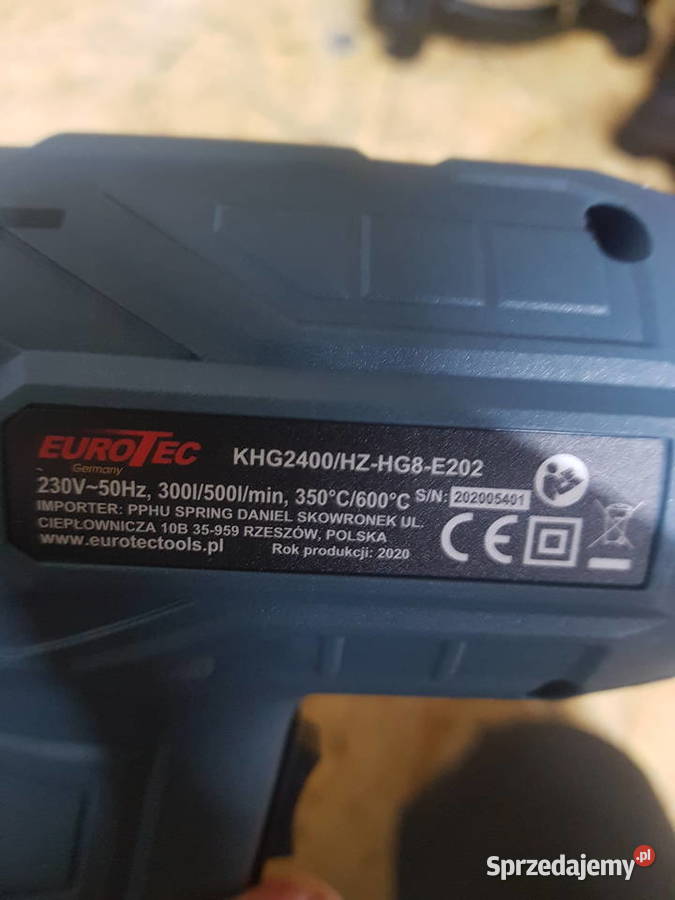 EUROTEC
Germany
KHG2400/HZ-HG8-E202
~
230V~50Hz, 300l/500l/min, 350°C/600°C S/N: 202005401
IMPORTER: PPHU SPRING DANIEL SKOWRONEK UL.
CIEPŁOWNICZA 10B 35-959 RZESZÓW, POLSKA
www.eurotectools.pl Rok produkcji: 2020
CE
Sprzedajemy.pl